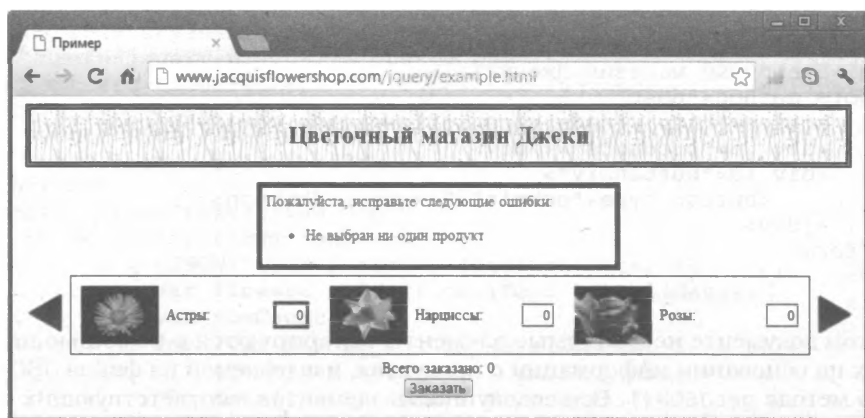 Пример
www.jacquisflowershop.com/jquery/example.html
Цветочный магазин Джеки
Пожалуйста, исправьте следующие ошибки
• Не выбран ни один продукт
Астры: 0 Нарциссы: 0 Розы: 0
Всего заказано: 0
Заказать